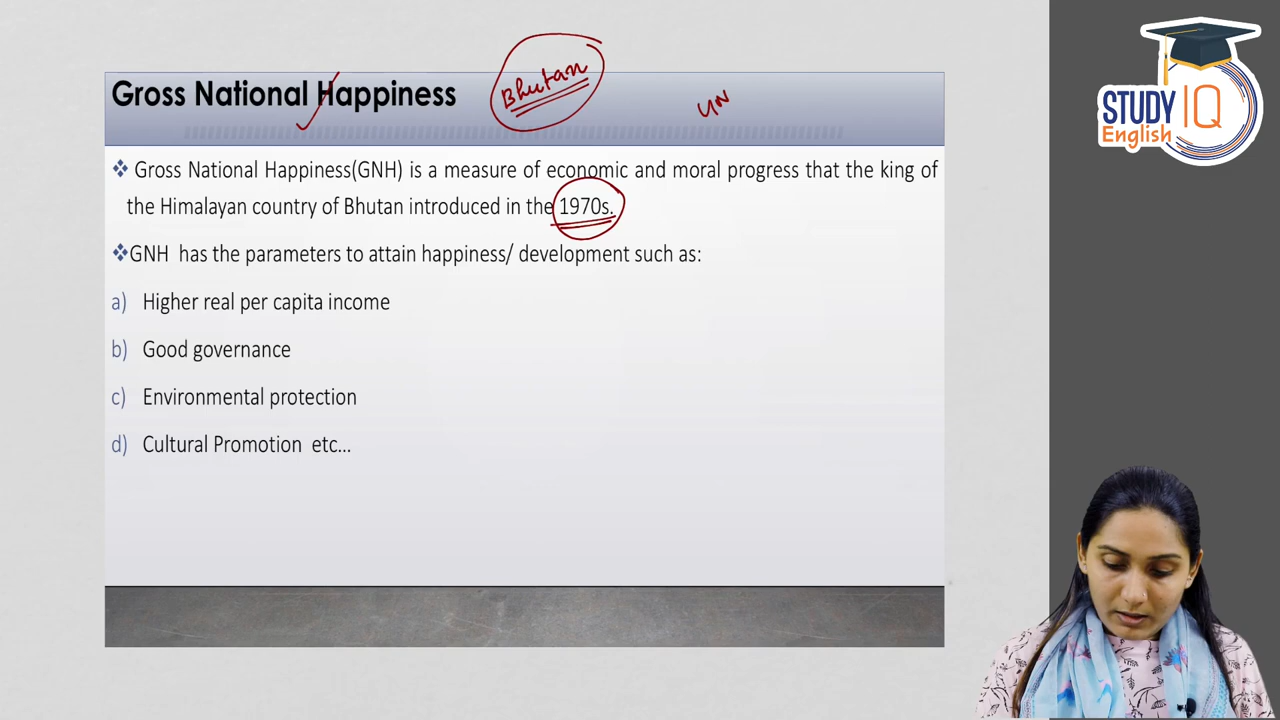 Gross National Happiness
Bhutan
UN
❖ Gross National Happiness(GNH) is a measure of economic and moral progress that the king of
the Himalayan country of Bhutan introduced in the 1970s.
❖GNH has the parameters to attain happiness/ development such as:
a) Higher real per capita income
b) Good governance
c) Environmental protection
d) Cultural Promotion etc...
STUDY IQ
English